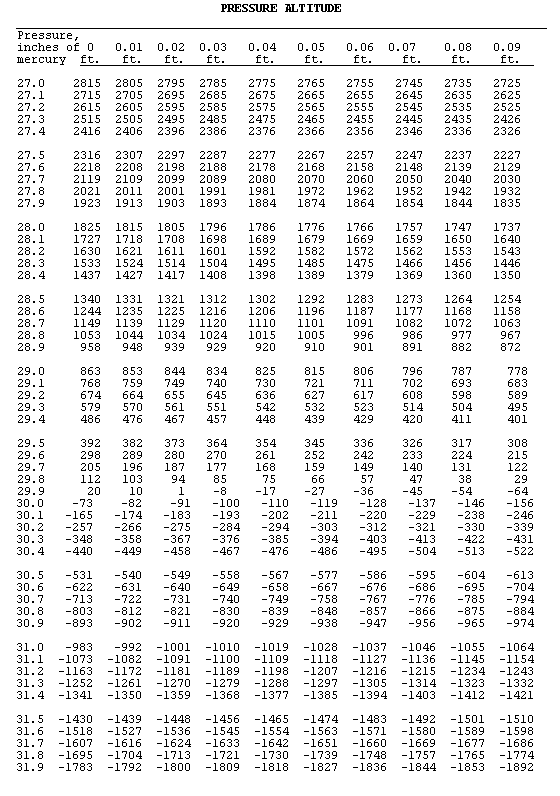 PRESSURE ALTITUDE
Pressure,
inches of 0 0.01 0.02 0.03 0.04 0.05 0.06 0.07 0.08 0.09
mercury ft. ft. ft. ft. ft. ft. ft. ft. ft. ft.
27.0 2815 2805 2795 2785 2775 2765 2755 2745 2735 2725
27.1 2715 2705 2695 2685 2675 2665 2655 2645 2635 2625
27.2 2615 2605 2595 2585 2575 2565 2555 2545 2535 2525
27.3 2515 2505 2495 2485 2475 2465 2455 2445 2435 2426
27.4 2416 2406 2396 2386 2376 2366 2356 2346 2336 2326
27.5 2316 2307 2297 2287 2277 2267 2257 2247 2237 2227
27.6 2218 2208 2198 2188 2178 2168 2158 2148 2139 2129
27.7 2119 2109 2099 2089 2080 2070 2060 2050 2040 2030
27.8 2021 2011 2001 1991 1981 1972 1962 1952 1942 1932
27.9 1923 1913 1903 1893 1884 1874 1864 1854 1844 1835
28.0 1825 1815 1805 1796 1786 1776 1766 1757 1747 1737
28.1 1727 1718 1708 1698 1689 1679 1669 1659 1650 1640
28.2 1630 1621 1611 1601 1592 1582 1572 1562 1553 1543
28.3 1533 1524 1514 1504 1495 1485 1475 1466 1456 1446
28.4 1437 1427 1417 1408 1398 1389 1379 1369 1360 1350
28.5 1340 1331 1321 1312 1302 1292 1283 1273 1264 1254
28.6 1244 1235 1225 1216 1206 1196 1187 1177 1168 1158
28.7 1149 1139 1129 1120 1110 1101 1091 1082 1072 1063
28.8 1053 1044 1034 1024 1015 1005 996 986 977 967
28.9 958 948 939 929 920 910 901 891 882 872
29.0 863 853 844 834 825 815 806 796 787 778
29.1 768 759 749 740 730 721 711 702 693 683
29.2 674 664 655 645 636 627 617 608 598 589
29.3 579 570 561 551 542 532 523 514 504 495
29.4 486 476 467 457 448 439 429 420 411 401
29.5 392 382 373 364 354 345 336 326 317 308
29.6 298 289 280 270 261 252 242 233 224 215
29.7 205 196 187 177 168 159 149 140 131 122
29.8 112 103 94 85 75 66 57 47 38 29
29.9 20 10 1 -8 -17 -27 -36 -45 -54 -64
30.0 -73 -82 -91 -100 -110 -119 -128 -137 -146 -156
30.1 -165 -174 -183 -193 -202 -211 -220 -229 -238 -246
30.2 -257 -266 -275 -284 -294 -303 -312 -321 -330 -339
30.3 -348 -358 -367 -376 -385 -394 -403 -413 -422 -431
30.4 -440 -449 -458 -467 -476 -486 -495 -504 -513 -522
30.5 -531 -540 -549 -558 -567 -577 -586 -595 -604 -613
30.6 -622 -631 -640 -649 -658 -667 -676 -686 -695 -704
30.7 -713 -722 -731 -740 -749 -758 -767 -776 -785 -794
30.8 -803 -812 -821 -830 -839 -848 -857 -866 -875 -884
30.9 -893 -902 -911 -920 -929 -938 -947 -956 -965 -974
31.0 -983 -992 -1001 -1010 -1019 -1028 -1037 -1046 -1055 -1064
31.1 -1073 -1082 -1091 -1100 -1109 -1118 -1127 -1136 -1145 -1154
31.2 -1163 -1172 -1181 -1189 -1198 -1207 -1216 -1215 -1234 -1243
31.3 -1252 -1261 -1270 -1279 -1288 -1297 -1305 -1314 -1323 -1332
31.4 -1341 -1350 -1359 -1368 -1377 -1385 -1394 -1403 -1412 -1421
31.5 -1430 -1439 -1448 -1456 -1465 -1474 -1483 -1492 -1501 -1510
31.6 -1518 -1527 -1536 -1545 -1554 -1563 -1571 -1580 -1589 -1598
31.7 -1607 -1616 -1624 -1633 -1642 -1651 -1660 -1669 -1677 -1686
31.8 -1695 -1704 -1713 -1721 -1730 -1739 -1748 -1757 -1765 -1774
31.9 -1783 -1792 -1800 -1809 -1818 -1827 -1836 -1844 -1853 -1892